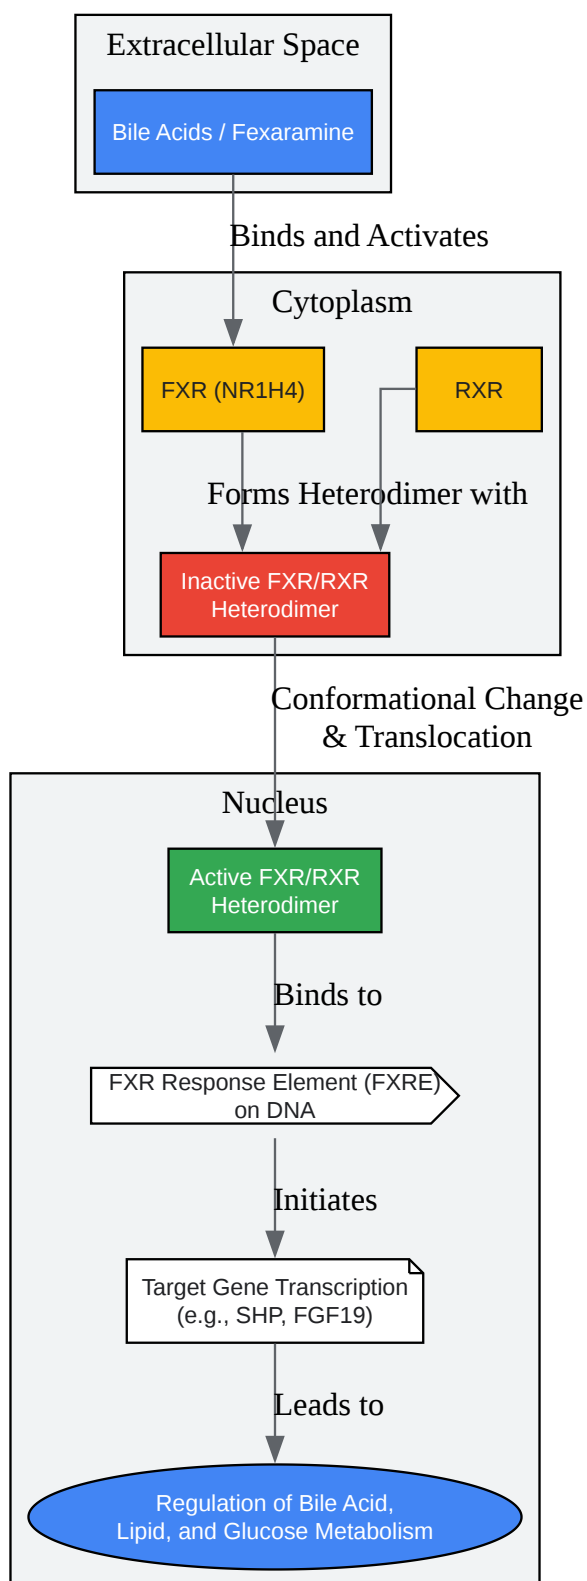 Extracellular Space
Bile Acids / Fexaramine
Binds and Activates
Cytoplasm
FXR (NR1H4)
RXR
Forms Heterodimer with
Inactive FXR/RXR
Heterodimer
Conformational Change
& Translocation
Nucleus
Active FXR/RXR
Heterodimer
Binds to
FXR Response Element (FXRE)
on DNA
Initiates
Target Gene Transcription
(e.g., SHP, FGF19)
Leads to
Regulation of Bile Acid,
Lipid, and Glucose Metabolism